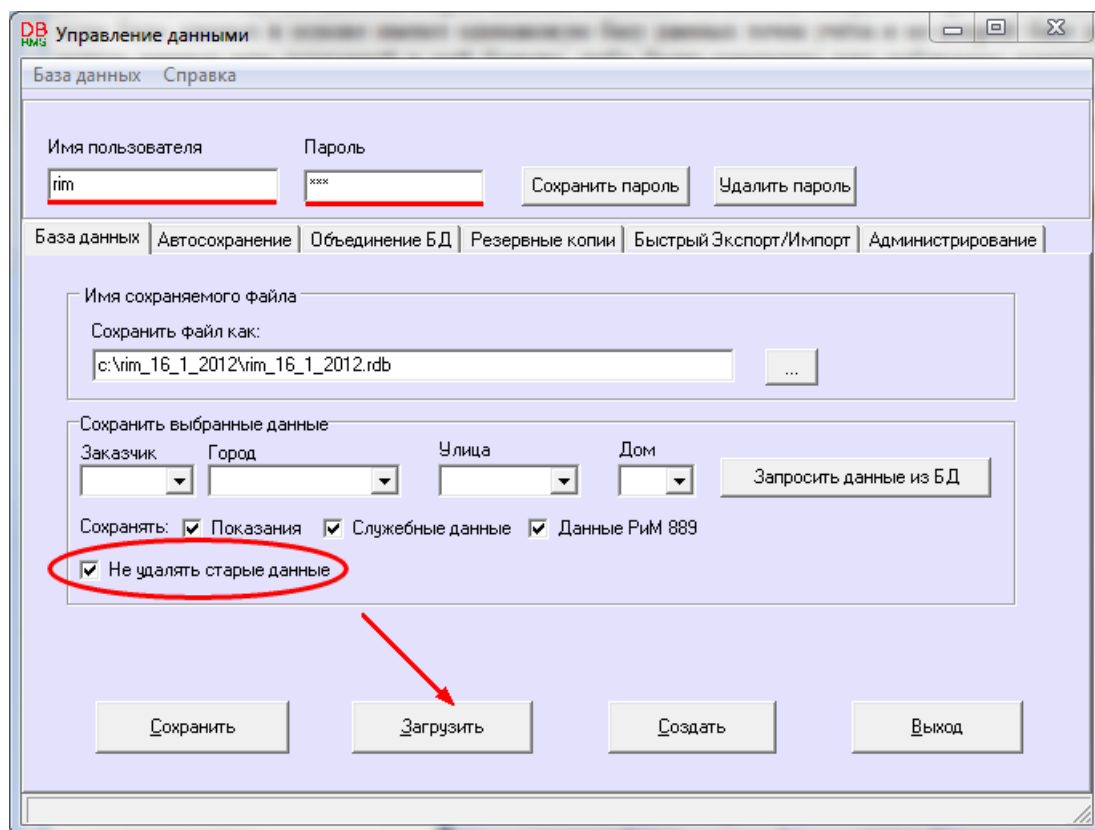 DB
RMS Управление данными
База данных Справка
Имя пользователя Пароль
rim *** Сохранить пароль Удалить пароль
База данных Автосохранение Объединение БД Резервные копии Быстрый Экспорт/Импорт Администрирование
Имя сохраняемого файла
Сохранить файл как:
c:\rim_16_1_2012\rim_16_1_2012.rdb ...
Сохранить выбранные данные
Заказчик Город Улица Дом
Запросить данные из БД
Сохранять: Показания Служебные данные Данные РиМ 889
Не удалять старые данные
Сохранить Загрузить Создать Выход